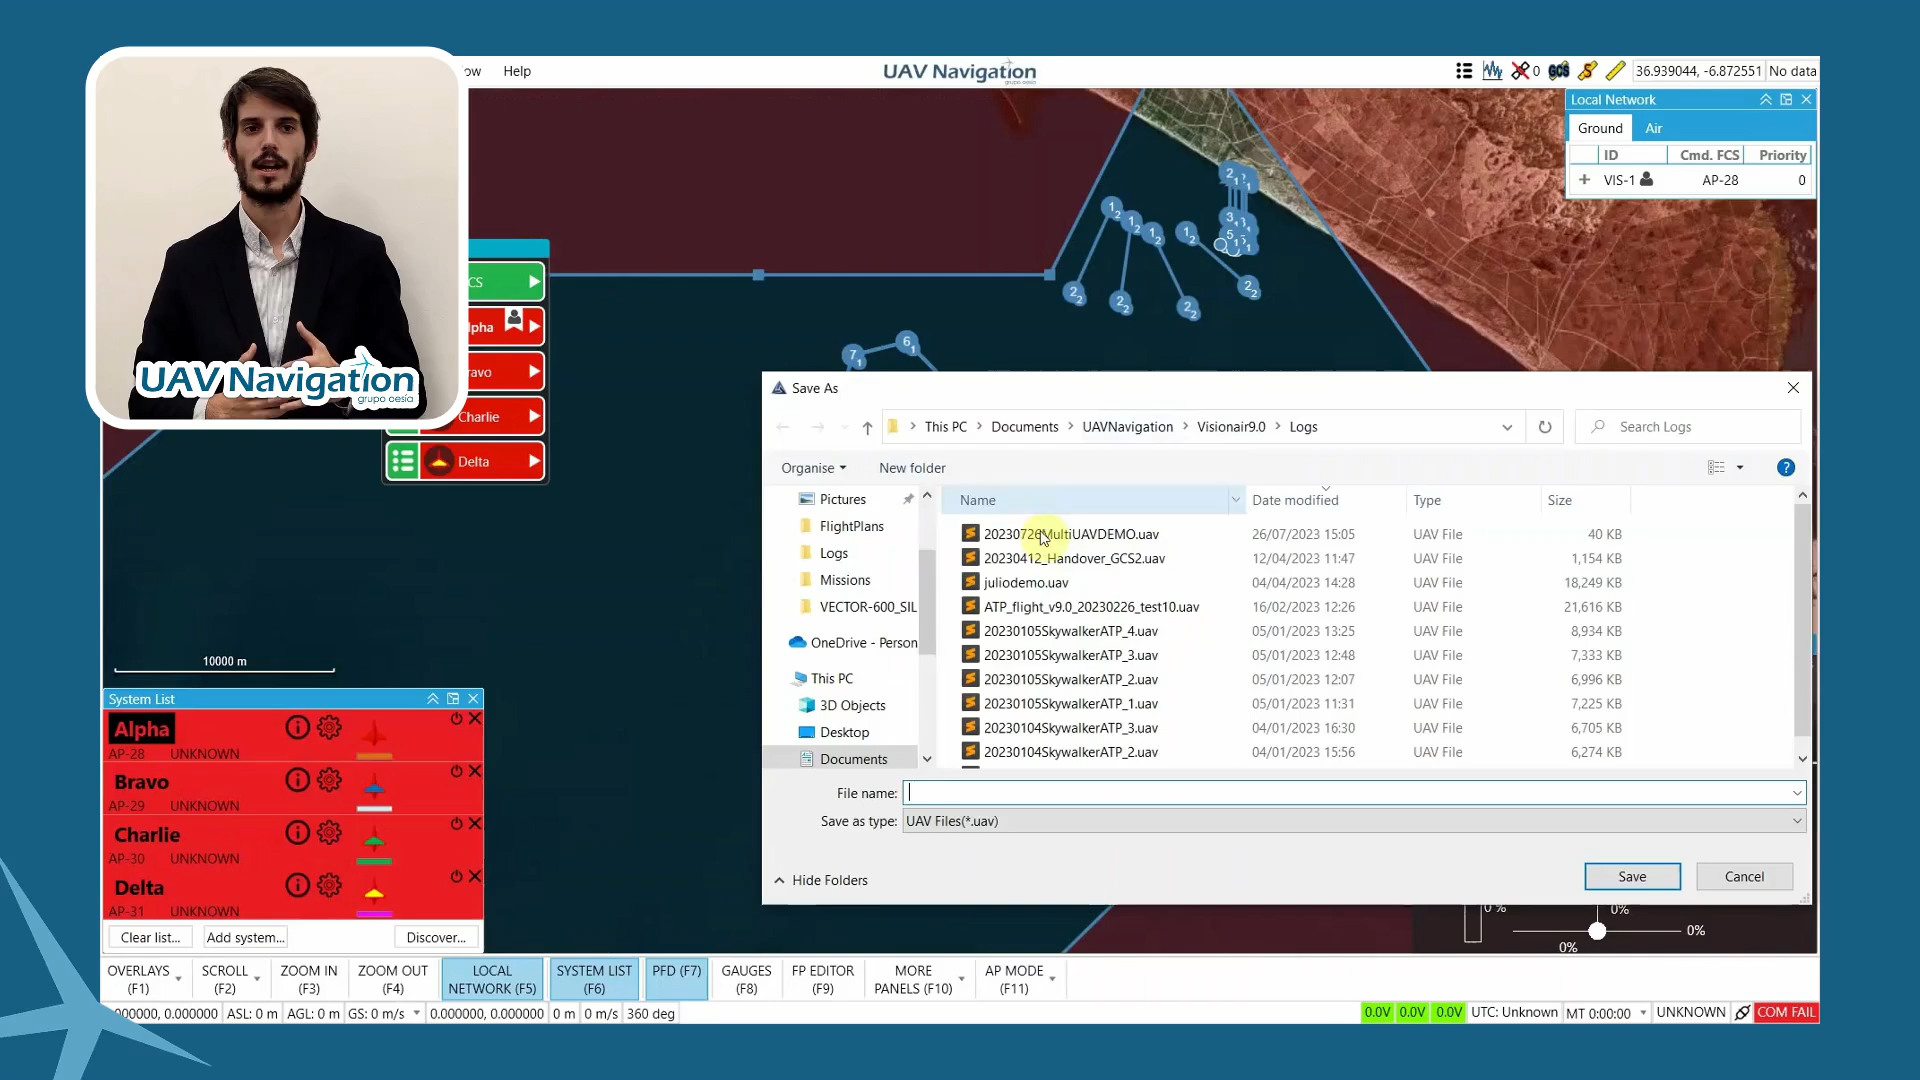 ow Help
UAV Navigation
grupo oesía
0 GCS 36.939044, -6.872551 No data
Local Network
Ground Air
ID Cmd. FCS Priority
VIS-1 AP-28 0
UAV Navigation
grupo oesía
CS
lpha
avo
Charlie
Delta
10000 m
Save As
This PC > Documents > UAVNavigation > Visionair9.0 > Logs
Search Logs
Organise New folder
Pictures
FlightPlans
Logs
Missions
VECTOR-600_SIL
OneDrive - Person
This PC
3D Objects
Desktop
Documents
Name Date modified Type Size
20230726MultiUAVDEMO.uav 26/07/2023 15:05 UAV File 40 KB
20230412_Handover_GCS2.uav 12/04/2023 11:47 UAV File 1,154 KB
juliodemo.uav 04/04/2023 14:28 UAV File 18,249 KB
ATP_flight_v9.0_20230226_test10.uav 16/02/2023 12:26 UAV File 21,616 KB
20230105SkywalkerATP_4.uav 05/01/2023 13:25 UAV File 8,934 KB
20230105SkywalkerATP_3.uav 05/01/2023 12:48 UAV File 7,333 KB
20230105SkywalkerATP_2.uav 05/01/2023 12:07 UAV File 6,996 KB
20230105SkywalkerATP_1.uav 05/01/2023 11:31 UAV File 7,225 KB
20230104SkywalkerATP_3.uav 04/01/2023 16:30 UAV File 6,705 KB
20230104SkywalkerATP_2.uav 04/01/2023 15:56 UAV File 6,274 KB
File name:
Save as type: UAV Files(*.uav)
Hide Folders
Save Cancel
0 % 0% 0%
0%
System List
Alpha
AP-28 UNKNOWN
Bravo
AP-29 UNKNOWN
Charlie
AP-30 UNKNOWN
Delta
AP-31 UNKNOWN
Clear list... Add system... Discover...
OVERLAYS (F1)
SCROLL (F2)
ZOOM IN (F3)
ZOOM OUT (F4)
LOCAL NETWORK (F5)
SYSTEM LIST (F6)
PFD (F7)
GAUGES (F8)
FP EDITOR (F9)
MORE PANELS (F10)
AP MODE (F11)
000000, 0.000000 ASL: 0 m AGL: 0 m GS: 0 m/s 0.000000, 0.000000 0 m 0 m/s 360 deg
0.0V 0.0V 0.0V UTC: Unknown MT 0:00:00 UNKNOWN COM FAIL